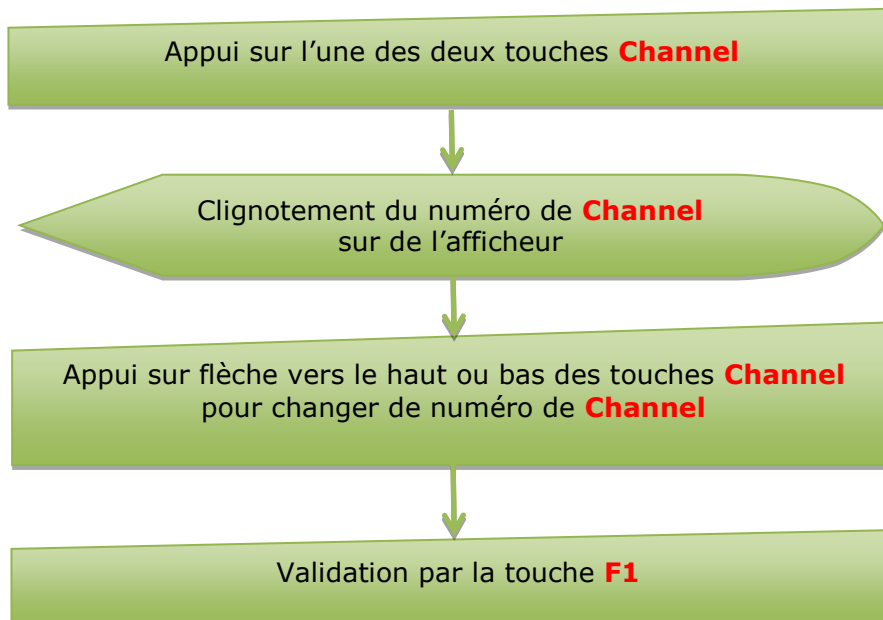 Appui sur l’une des deux touches Channel
Clignotement du numéro de Channel
sur de l’afficheur
Appui sur flèche vers le haut ou bas des touches Channel
pour changer de numéro de Channel
Validation par la touche F1